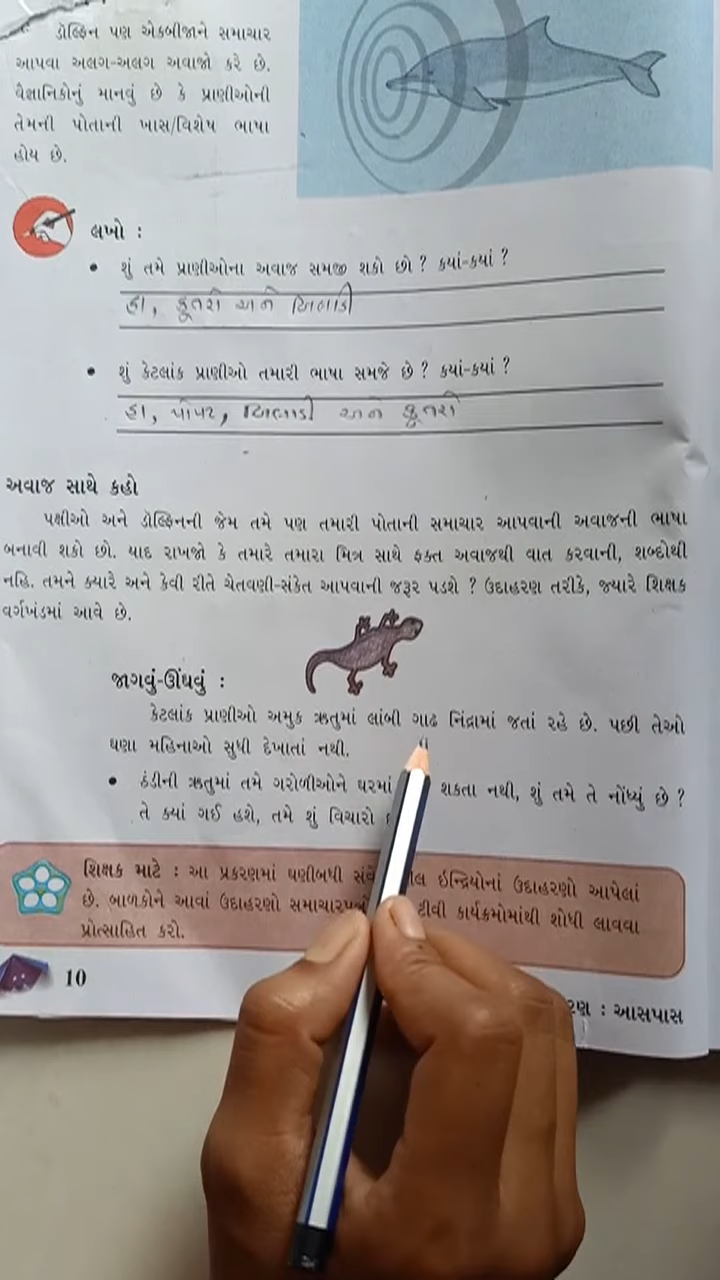 ડૉલ્ફિન પણ એકબીજાને સમાચાર
આપવા અલગ-અલગ અવાજો કરે છે.
વૈજ્ઞાનિકોનું માનવું છે કે પ્રાણીઓની
તેમની પોતાની ખાસ/વિશેષ ભાષા
હોય છે.
લખો :
• શું તમે પ્રાણીઓના અવાજ સમજી શકો છો ? ક્યાં-ક્યાં ?
હા, કૂતરો અને બિલાડી
• શું કેટલાંક પ્રાણીઓ તમારી ભાષા સમજે છે ? ક્યાં-ક્યાં ?
હા, પોપટ, બિલાડી અને કૂતરો
અવાજ સાથે કહો
પક્ષીઓ અને ડૉલ્ફિનની જેમ તમે પણ તમારી પોતાની સમાચાર આપવાની અવાજની ભાષા
બનાવી શકો છો. યાદ રાખજો કે તમારે તમારા મિત્ર સાથે ફક્ત અવાજથી વાત કરવાની, શબ્દોથી
નહિ. તમને ક્યારે અને કેવી રીતે ચેતવણી-સંકેત આપવાની જરૂર પડશે ? ઉદાહરણ તરીકે, જ્યારે શિક્ષક
વર્ગખંડમાં આવે છે.
જાગવું-ઊંઘવું :
કેટલાંક પ્રાણીઓ અમુક ઋતુમાં લાંબી ગાઢ નિંદ્રામાં જતાં રહે છે. પછી તેઓ
ઘણા મહિનાઓ સુધી દેખાતાં નથી.
• ઠંડીની ઋતુમાં તમે ગરોળીઓને ઘરમાં શકતા નથી, શું તમે તે નોંધ્યું છે ?
તે ક્યાં ગઈ હશે, તમે શું વિચારો
શિક્ષક માટે : આ પ્રકરણમાં ઘણીબધી ઇન્દ્રિયોનાં ઉદાહરણો આપેલાં
છે. બાળકોને આવાં ઉદાહરણો ટીવી કાર્યક્રમોમાંથી શોધી લાવવા
પ્રોત્સાહિત કરો.
10 : આસપાસ